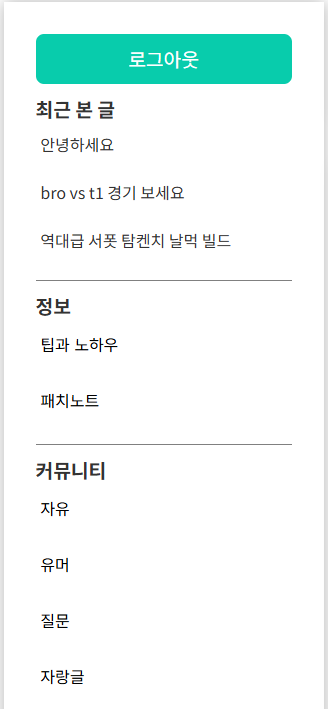 로그아웃
최근 본 글
안녕하세요
bro vs t1 경기 보세요
역대급 서폿 탐켄치 날먹 빌드
정보
팁과 노하우
패치노트
커뮤니티
자유
유머
질문
자랑글